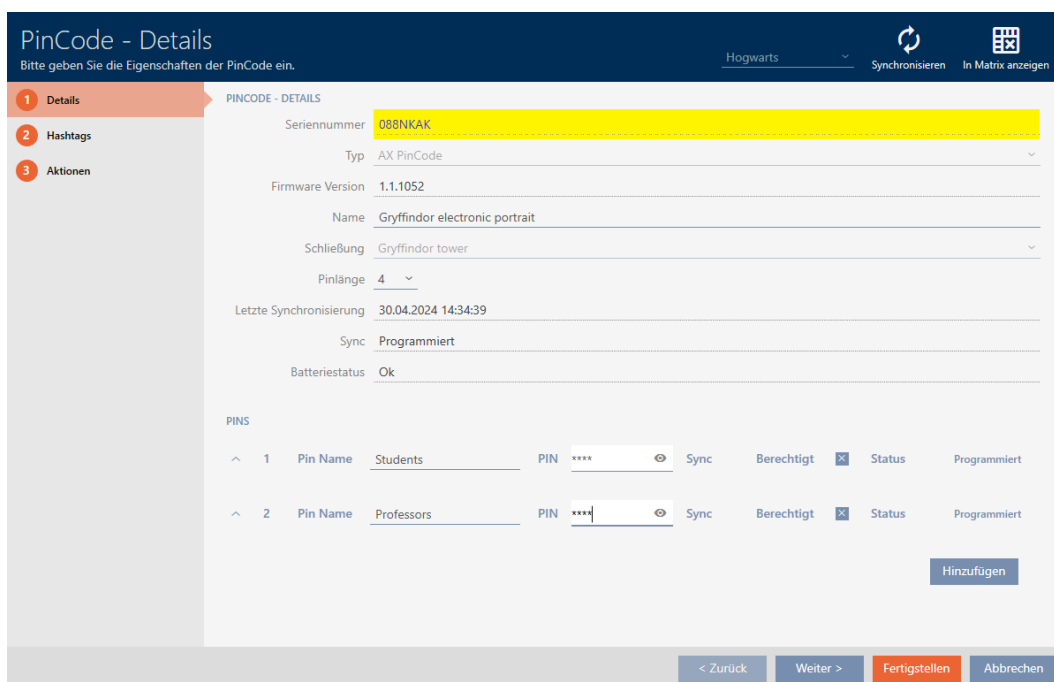 PinCode - Details
Bitte geben Sie die Eigenschaften der PinCode ein.
Hogwarts
Synchronisieren
In Matrix anzeigen
1 Details
2 Hashtags
3 Aktionen
PINCODE - DETAILS
Seriennummer 088NKAK
Typ AX PinCode
Firmware Version 1.1.1052
Name Gryffindor electronic portrait
Schließung Gryffindor tower
Pinlänge 4
Letzte Synchronisierung 30.04.2024 14:34:39
Sync Programmiert
Batteriestatus Ok
PINS
1 Pin Name Students PIN **** Sync Berechtigt Status Programmiert
2 Pin Name Professors PIN **** Sync Berechtigt Status Programmiert
Hinzufügen
< Zurück Weiter > Fertigstellen Abbrechen